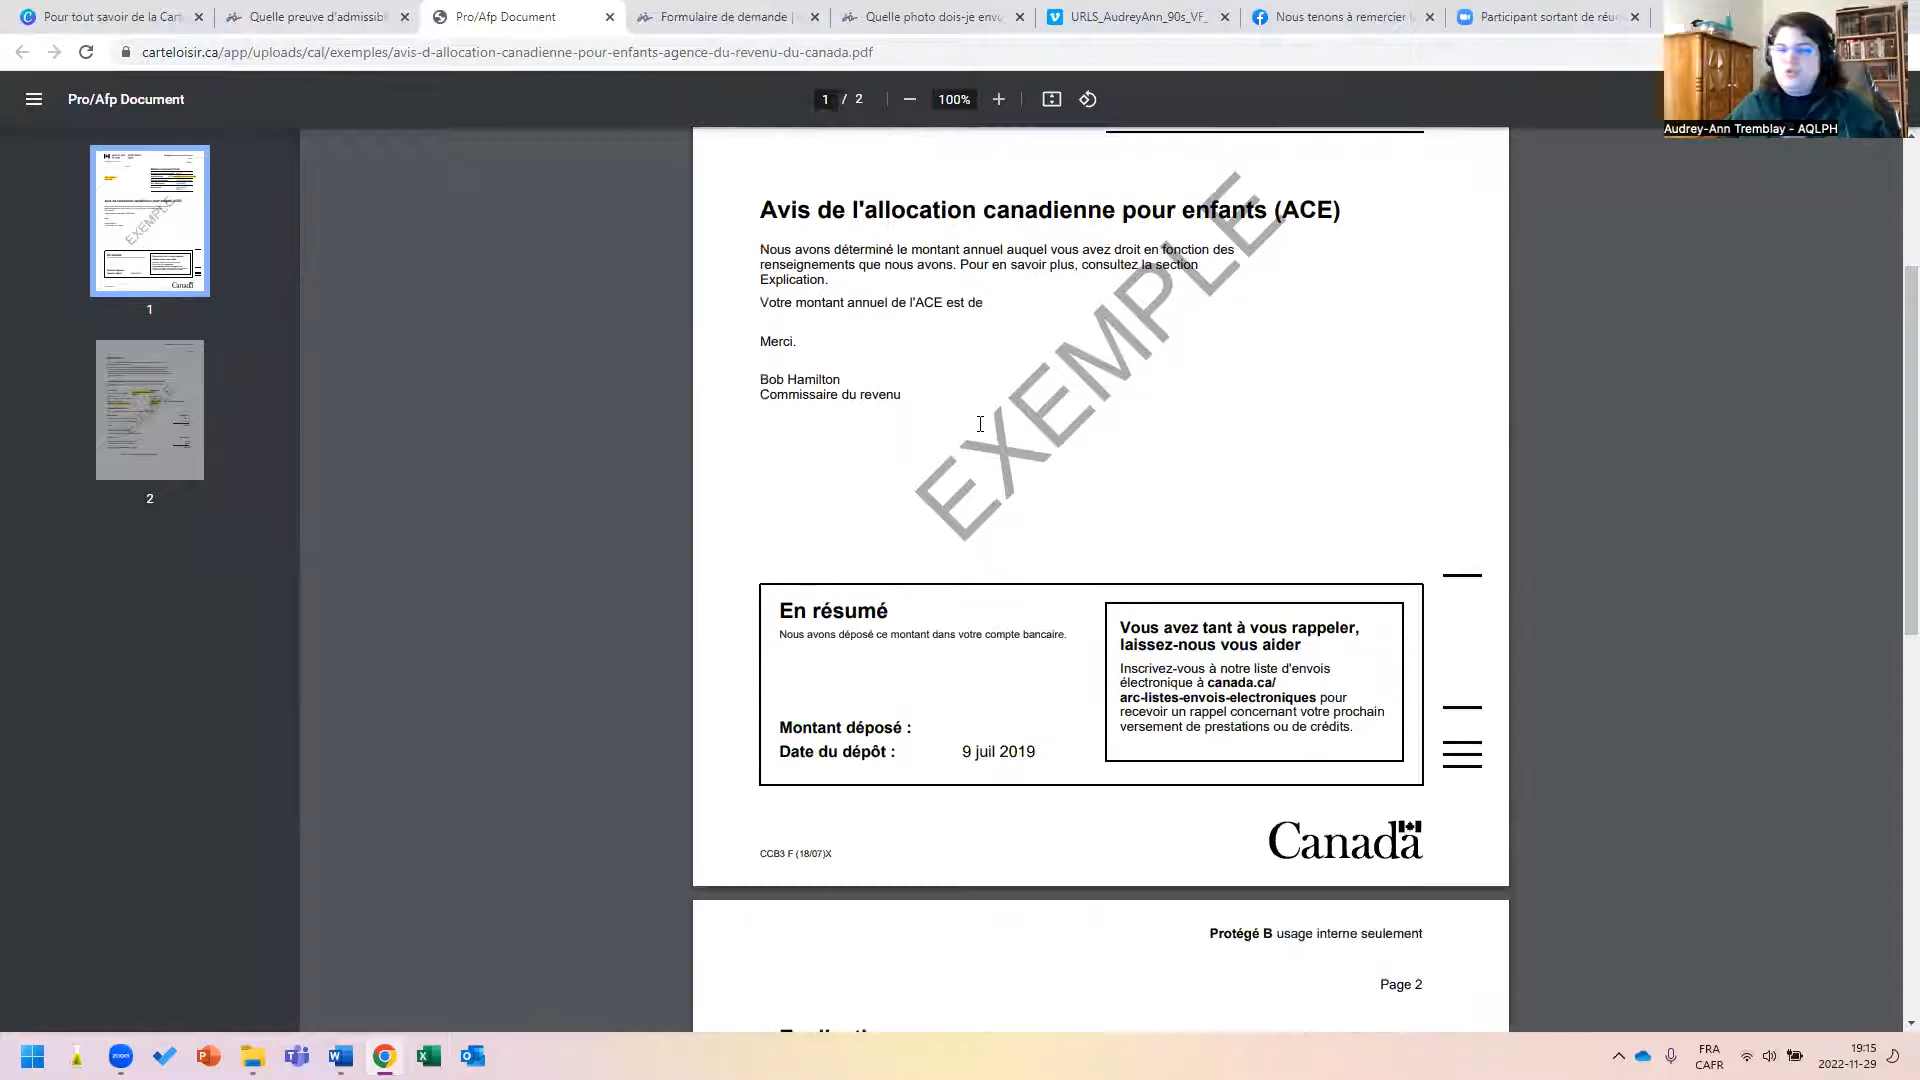 Pour tout savoir de la Cart
Quelle preuve d'admissib
Pro/Afp Document
Formulaire de demande |
Quelle photo dois-je env
URLS_AudreyAnn_90s_VF_
Nous tenons à remercier
Participant sortant de réu
carteloisir.ca/app/uploads/cal/exemples/avis-d-allocation-canadienne-pour-enfants-agence-du-revenu-du-canada.pdf
Pro/Afp Document
1 / 2
100%
Audrey-Ann Tremblay - AQLPH
EXEMPLE
Canada
1
2
Avis de l'allocation canadienne pour enfants (ACE)
Nous avons déterminé le montant annuel auquel vous avez droit en fonction des
renseignements que nous avons. Pour en savoir plus, consultez la section
Explication.
Votre montant annuel de l'ACE est de
Merci.
Bob Hamilton
Commissaire du revenu
EXEMPLE
En résumé
Nous avons déposé ce montant dans votre compte bancaire.
Montant déposé :
Date du dépôt : 9 juil 2019
Vous avez tant à vous rappeler,
laissez-nous vous aider
Inscrivez-vous à notre liste d'envois
électronique à canada.ca/
arc-listes-envois-electroniques pour
recevoir un rappel concernant votre prochain
versement de prestations ou de crédits.
CCB3 F (18/07)X
Canada
Protégé B usage interne seulement
Page 2
zoom
FRA
CAFR
19:15
2022-11-29